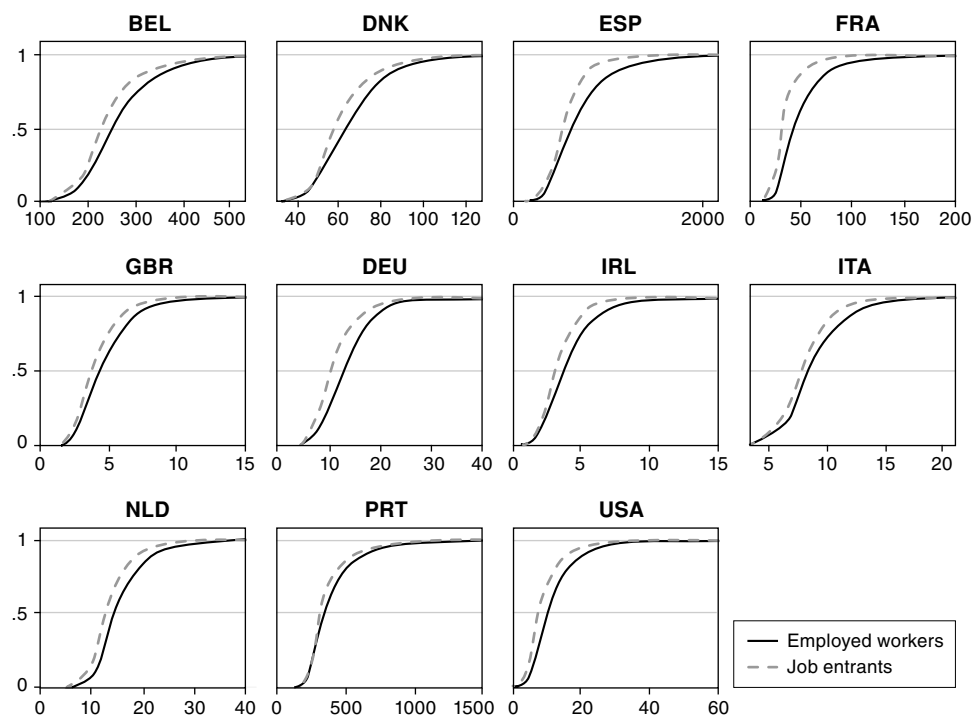 BEL DNK ESP FRA
1
.5
0
100 200 300 400 500 40 60 80 100 120 0 2000 0 50 100 150 200
GBR DEU IRL ITA
1
.5
0
0 5 10 15 0 10 20 30 40 0 5 10 15 5 10 15 20
NLD PRT USA
1
.5
0
0 10 20 30 40 0 500 1000 1500 0 20 40 60
Employed workers
Job entrants